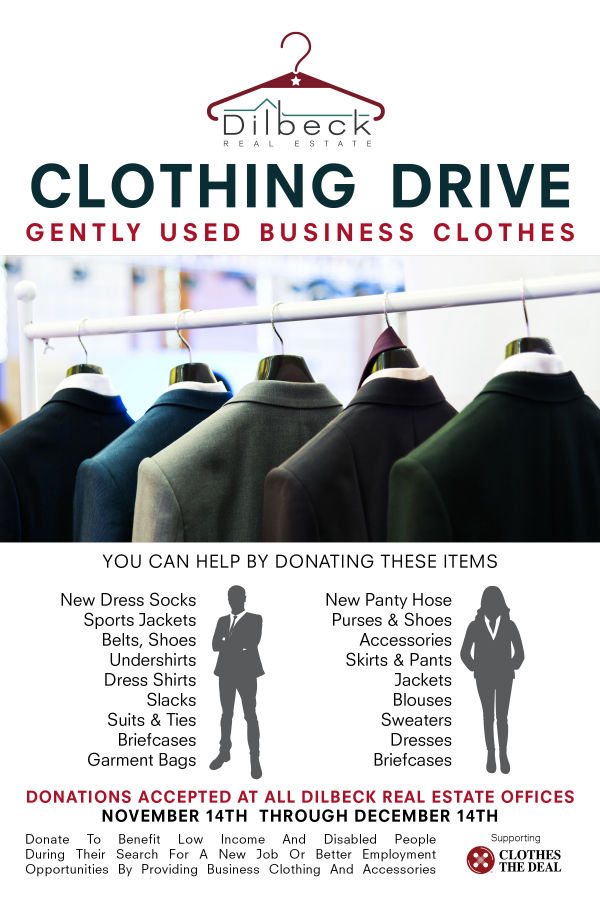 Dilbeck
REAL ESTATE
CLOTHING DRIVE
GENTLY USED BUSINESS CLOTHES
YOU CAN HELP BY DONATING THESE ITEMS
New Dress Socks
Sports Jackets
Belts, Shoes
Undershirts
Dress Shirts
Slacks
Suits & Ties
Briefcases
Garment Bags
New Panty Hose
Purses & Shoes
Accessories
Skirts & Pants
Jackets
Blouses
Sweaters
Dresses
Briefcases
DONATIONS ACCEPTED AT ALL DILBECK REAL ESTATE OFFICES
NOVEMBER 14TH THROUGH DECEMBER 14TH
Donate To Benefit Low Income And Disabled People
During Their Search For A New Job Or Better Employment
Opportunities By Providing Business Clothing And Accessories
Supporting
CLOTHES
THE DEAL